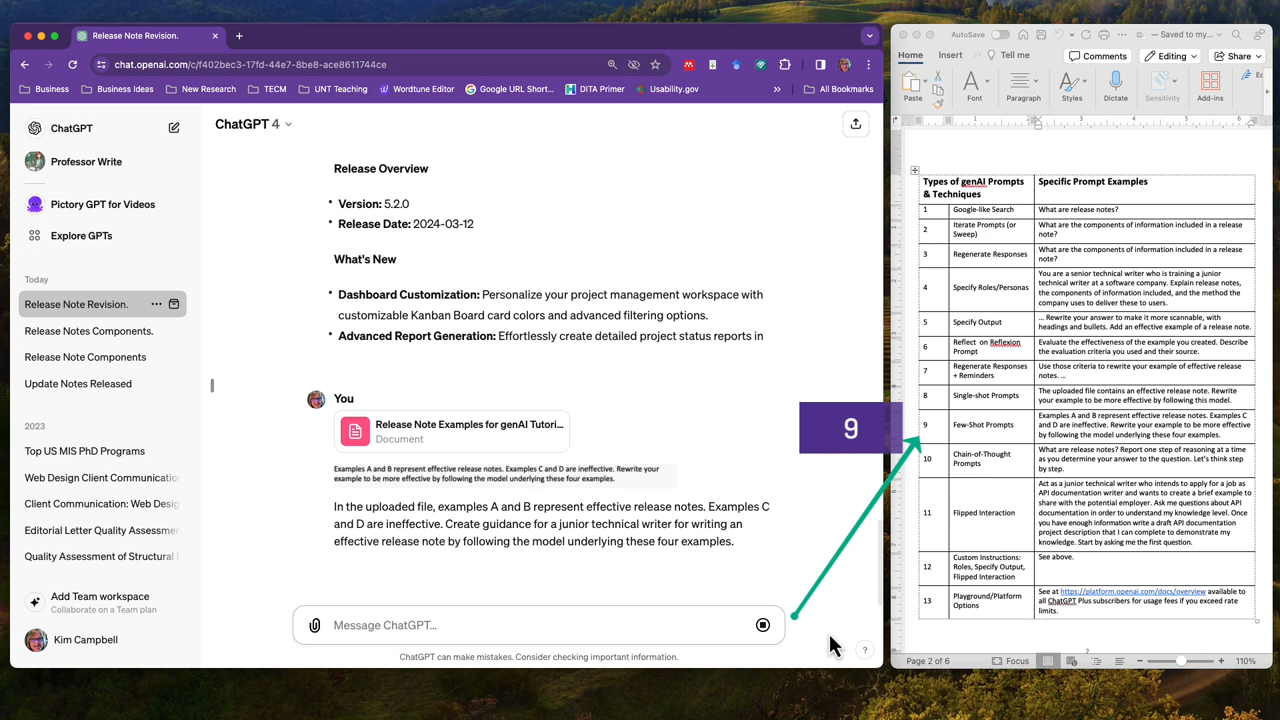 Release Note Revision.
chat.openai.com/c/f40f0ec3-17fd-44e7-8be8-ace8611744ce
Business
Business
New Research
TECM
UNT Teaching
Wordtune Editor
Google URL Short...
DITA Primer
Usability.gov
»
All Bookmarks
ChatGPT
Professor Write
Pictory GPT for Videos
Explore GPTs
Today
Release Note Revision.
Release Notes Components.
Release Notes Components
Update Notes Released
2023
Top US MIS PhD Programs
Web Design Client Communicatio
Client Communication: Web Desig
Editorial Letter Quality Assessmen
Quality Assessment of Structural E
Add Team workspace
Collaborate on a Team plan
Kim Campbell
ChatGPT 4
Release Overview
• Version: 5.2.0
• Release Date: 2024-03-12
What's New
• Dashboard Customization: Personalize your project management workspace with
customizable Kanban Board card colors and advanced filtering options.
• Advanced Report Generation: Effortlessly create detailed project status reports in
You
Release Note Examples for genAI Tutori...
Document
Examples A and B represent effective release notes. Examples C and D are ineffective. Rewrite your
example to be more effective by following the model underlying these four examples.
In the uploaded file, examples A and B represent effective release notes. Examples C
and D are ineffective. Create guidance for a junior technical writer for writing an
effective release note by following the model underlying these four examples.
Message ChatGPT...
?
ChatGPT can make mistakes. Consider checking important information.
9
AutoSave
— Saved to my...
Home
Insert
»
Tell me
Comments
Editing
Share
Paste
Font
Paragraph
Styles
Dictate
Sensitivity
Add-ins
Types of genAI Prompts
& Techniques
Specific Prompt Examples
1
Google-like Search
What are release notes?
2
Iterate Prompts (or
Sweep)
What are the components of information included in a release
note?
3
Regenerate Responses
What are the components of information included in a release
note?
4
Specify Roles/Personas
You are a senior technical writer who is training a junior
technical writer at a software company. Explain release notes,
the components of information included, and the method the
company uses to deliver these to users.
5
Specify Output
... Rewrite your answer to make it more scannable, with
headings and bullets. Add an effective example of a release note.
6
Reflect on Reflexion
Prompt
Evaluate the effectiveness of the example you created. Describe
the evaluation criteria you used and their source.
7
Regenerate Responses
+ Reminders
Use those criteria to rewrite your example of effective release
notes. ...
8
Single-shot Prompts
The uploaded file contains an effective release note. Rewrite
your example to be more effective by following this model.
9
Few-Shot Prompts
Examples A and B represent effective release notes. Examples C
and D are ineffective. Rewrite your example to be more effective
by following the model underlying these four examples.
10
Chain-of-Thought
Prompts
What are release notes? Report one step of reasoning at a time
as you determine your answer to the question. Let's think step
by step.
11
Flipped Interaction
Act as a junior technical writer who intends to apply for a job as
API documentation writer and wants to create a brief example to
share with the potential employer. Ask me questions about API
documentation in order to understand my knowledge level. Once
you have enough information write a draft API documentation
project description that I can complete to demonstrate my
knowledge. Start by asking me the first question.
12
Custom Instructions:
Roles, Specify Output,
Flipped Interaction
See above.
13
Playground/Platform
Options
See at https://platform.openai.com/docs/overview available to
all ChatGPT Plus subscribers for usage fees if you exceed rate
limits.
2
Page 2 of 6
Focus
110%